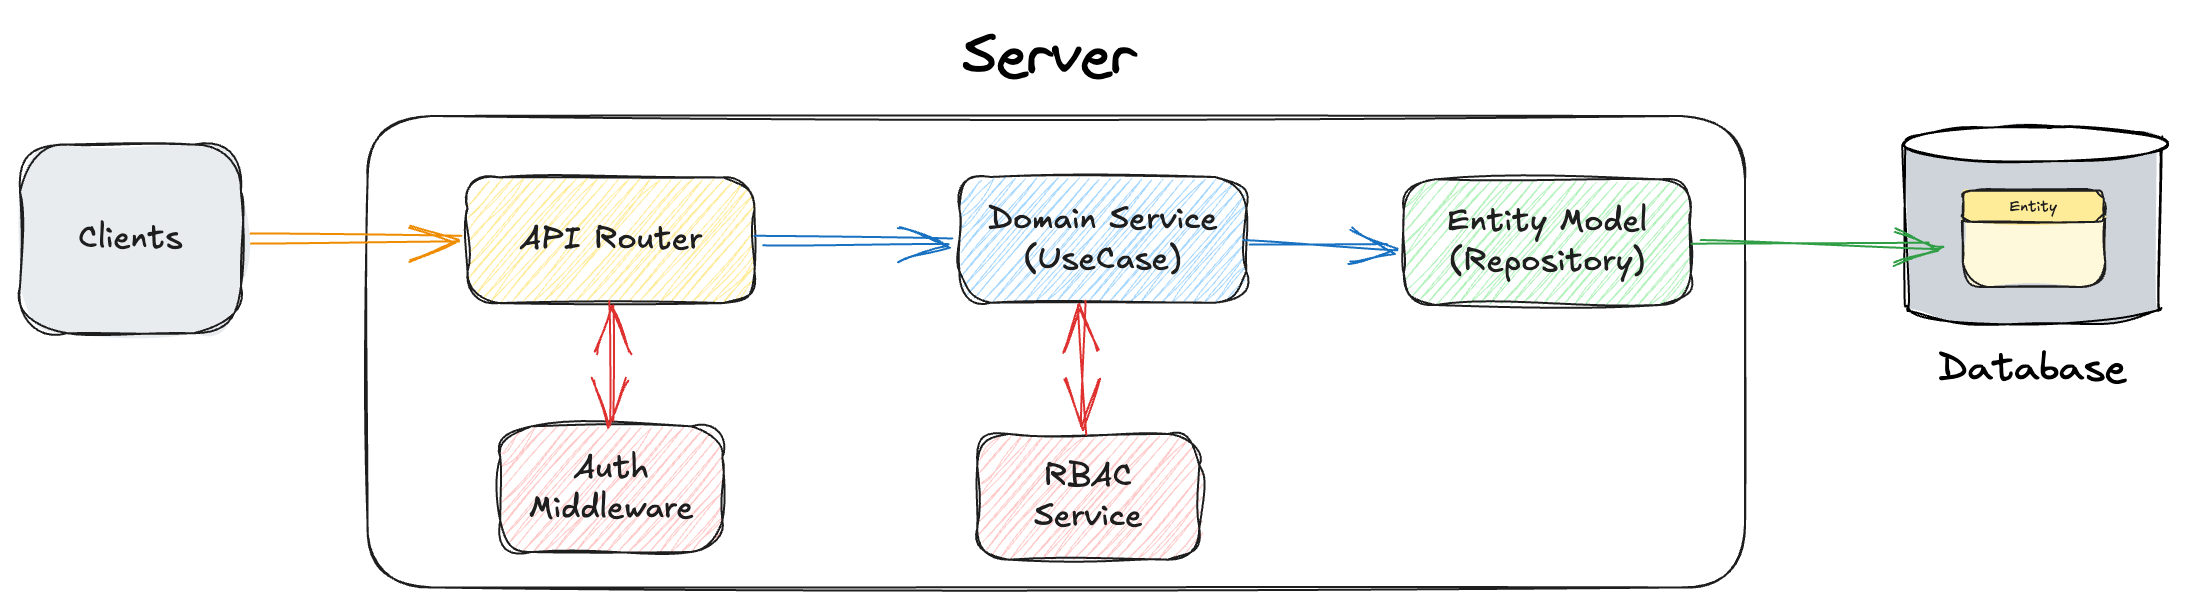 Server
Clients
API Router
Domain Service
(UseCase)
Entity Model
(Repository)
Entity
Database
Auth
Middleware
RBAC
Service